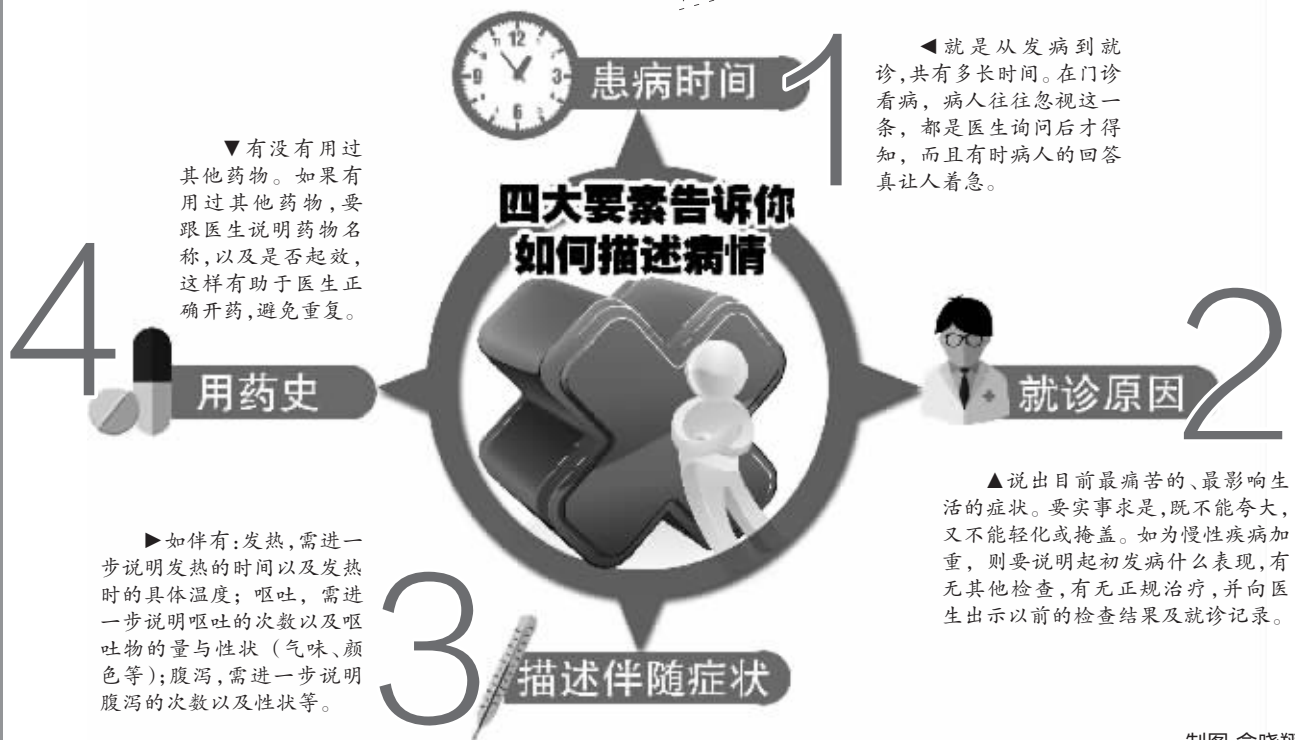 四大要素告诉你
如何描述病情
12
9
3
6
患病时间
1
◀就是从发病到就
诊,共有多长时间。在门诊
看病，病人往往忽视这一
条，都是医生询问后才得
知，而且有时病人的回答
真让人着急。
就诊原因
2
▲说出目前最痛苦的、最影响生
活的症状。要实事求是,既不能夸大,
又不能轻化或掩盖。如为慢性疾病加
重，则要说明起初发病什么表现,有
无其他检查,有无正规治疗,并向医
生出示以前的检查结果及就诊记录。
描述伴随症状
3
▶如伴有:发热,需进一
步说明发热的时间以及发热
时的具体温度；呕吐，需进
一步说明呕吐的次数以及呕
吐物的量与性状（气味、颜
色等）;腹泻,需进一步说明
腹泻的次数以及性状等。
用药史
4
▼有没有用过
其他药物。如果有
用过其他药物,要
跟医生说明药物名
称,以及是否起效,
这样有助于医生正
确开药,避免重复。